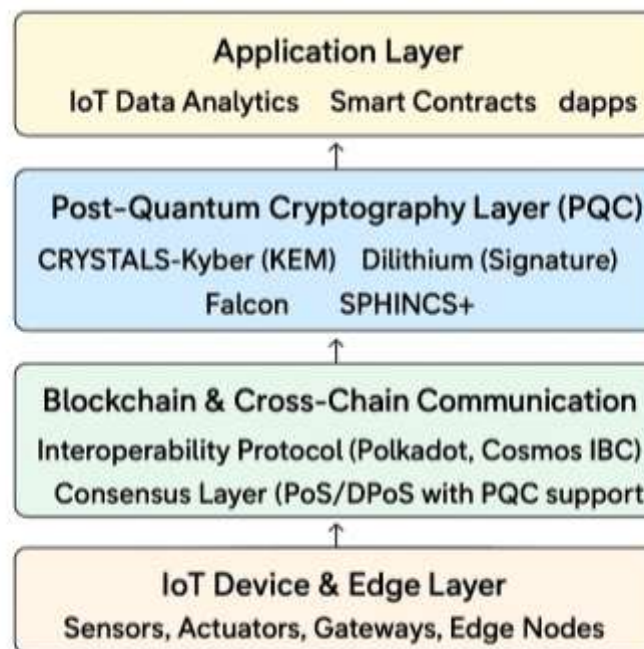 Application Layer
IoT Data Analytics Smart Contracts dapps
Post-Quantum Cryptography Layer (PQC)
CRYSTALS-Kyber (KEM) Dilithium (Signature)
Falcon SPHINCS+
Blockchain & Cross-Chain Communication
Interoperability Protocol (Polkadot, Cosmos IBC)
Consensus Layer (PoS/DPoS with PQC support
IoT Device & Edge Layer
Sensors, Actuators, Gateways, Edge Nodes